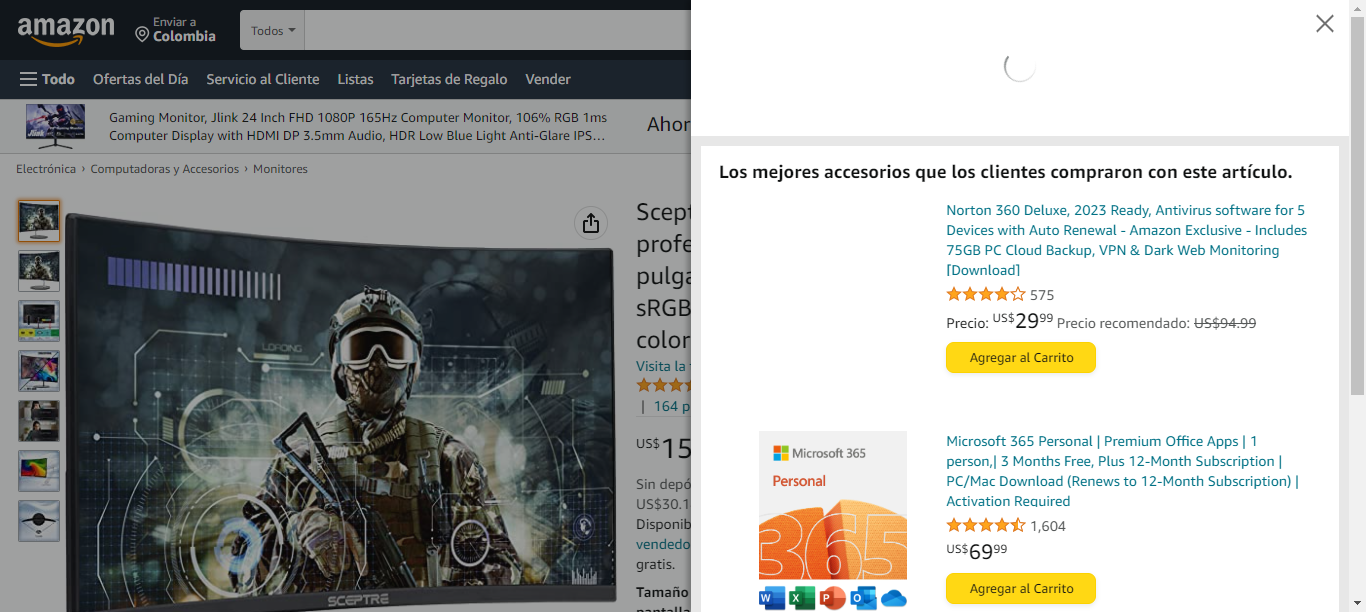 amazon
Enviar a
Colombia
Todos
Todo
Ofertas del Día
Servicio al Cliente
Listas
Tarjetas de Regalo
Vender
Gaming Monitor, Jlink 24 Inch FHD 1080P 165Hz Computer Monitor, 106% RGB 1ms
Computer Display with HDMI DP 3.5mm Audio, HDR Low Blue Light Anti-Glare IPS...
Ahor
Electrónica › Computadoras y Accesorios › Monitores
Scept
profe
pulga
sRGB
color
Visita la
| 164 p
US$15
Sin depó
US$30.1
Disponib
vendedo
gratis.
Tamaño
pantalla
LOADING
SCEPTRE
Los mejores accesorios que los clientes compraron con este artículo.
Norton 360 Deluxe, 2023 Ready, Antivirus software for 5
Devices with Auto Renewal - Amazon Exclusive - Includes
75GB PC Cloud Backup, VPN & Dark Web Monitoring
[Download]
575
Precio: US$29⁹⁹ Precio recomendado: US$94.99
Agregar al Carrito
Microsoft 365
Personal
365
W X P O
Microsoft 365 Personal | Premium Office Apps | 1
person,| 3 Months Free, Plus 12-Month Subscription |
PC/Mac Download (Renews to 12-Month Subscription) |
Activation Required
1,604
US$69⁹⁹
Agregar al Carrito